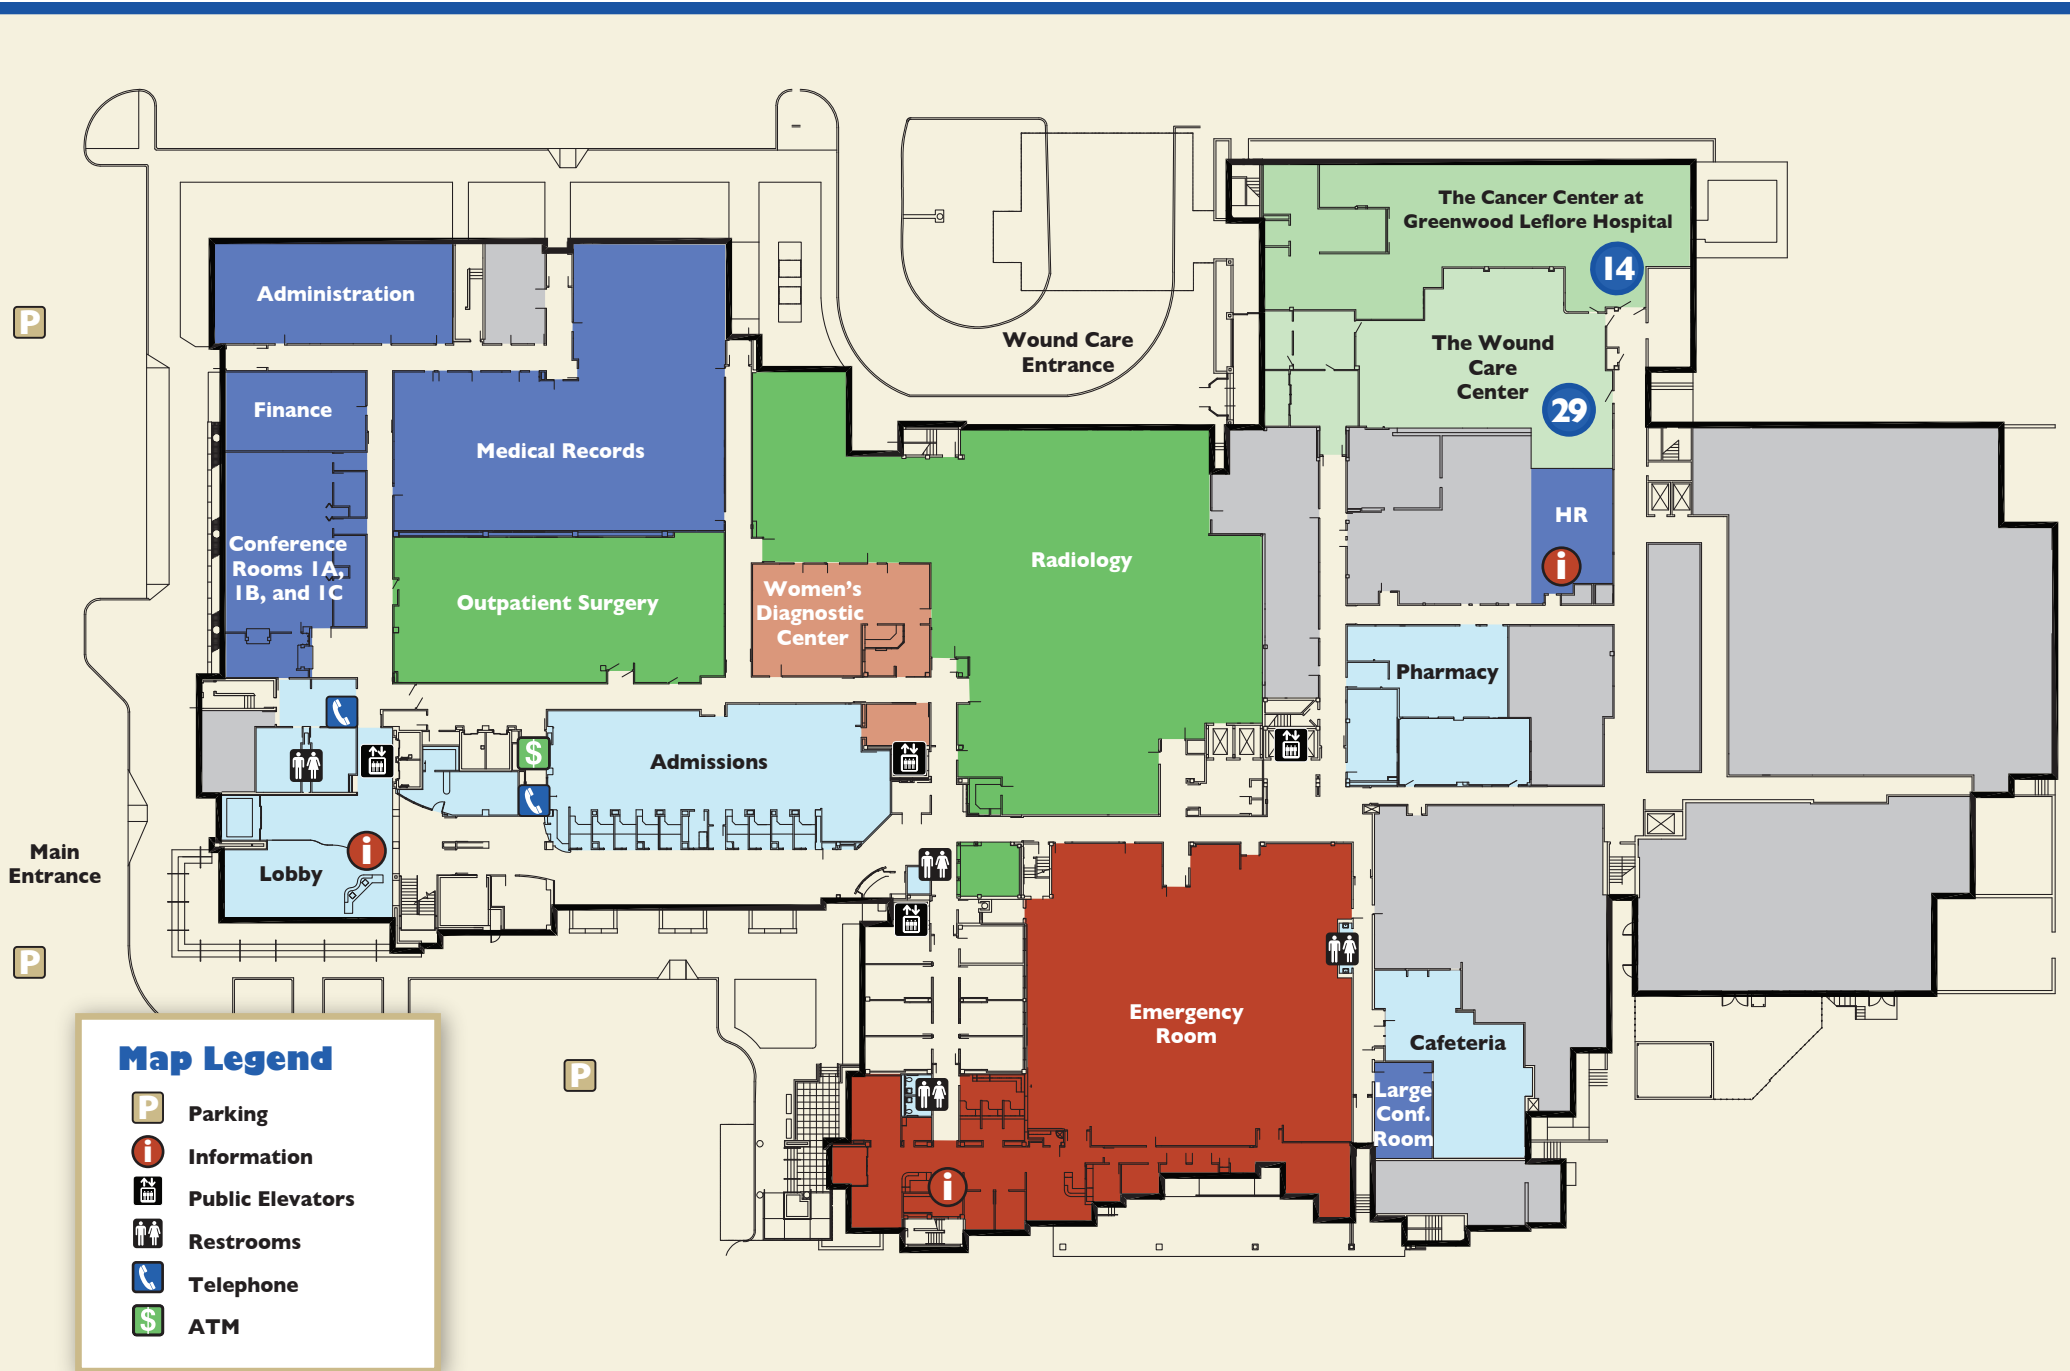 The Cancer Center at
Greenwood Leflore Hospital
14
Administration
P
Wound Care
Entrance
The Wound
Care
Center
29
Finance
Medical Records
HR
i
Conference
Rooms 1A,
1B, and 1C
Outpatient Surgery
Women's
Diagnostic
Center
Radiology
Pharmacy
$
Admissions
Main
Entrance
Lobby
i
P
Emergency
Room
Cafeteria
Large
Conf.
Room
P
i
Map Legend
P Parking
i Information
Public Elevators
Restrooms
Telephone
$ ATM